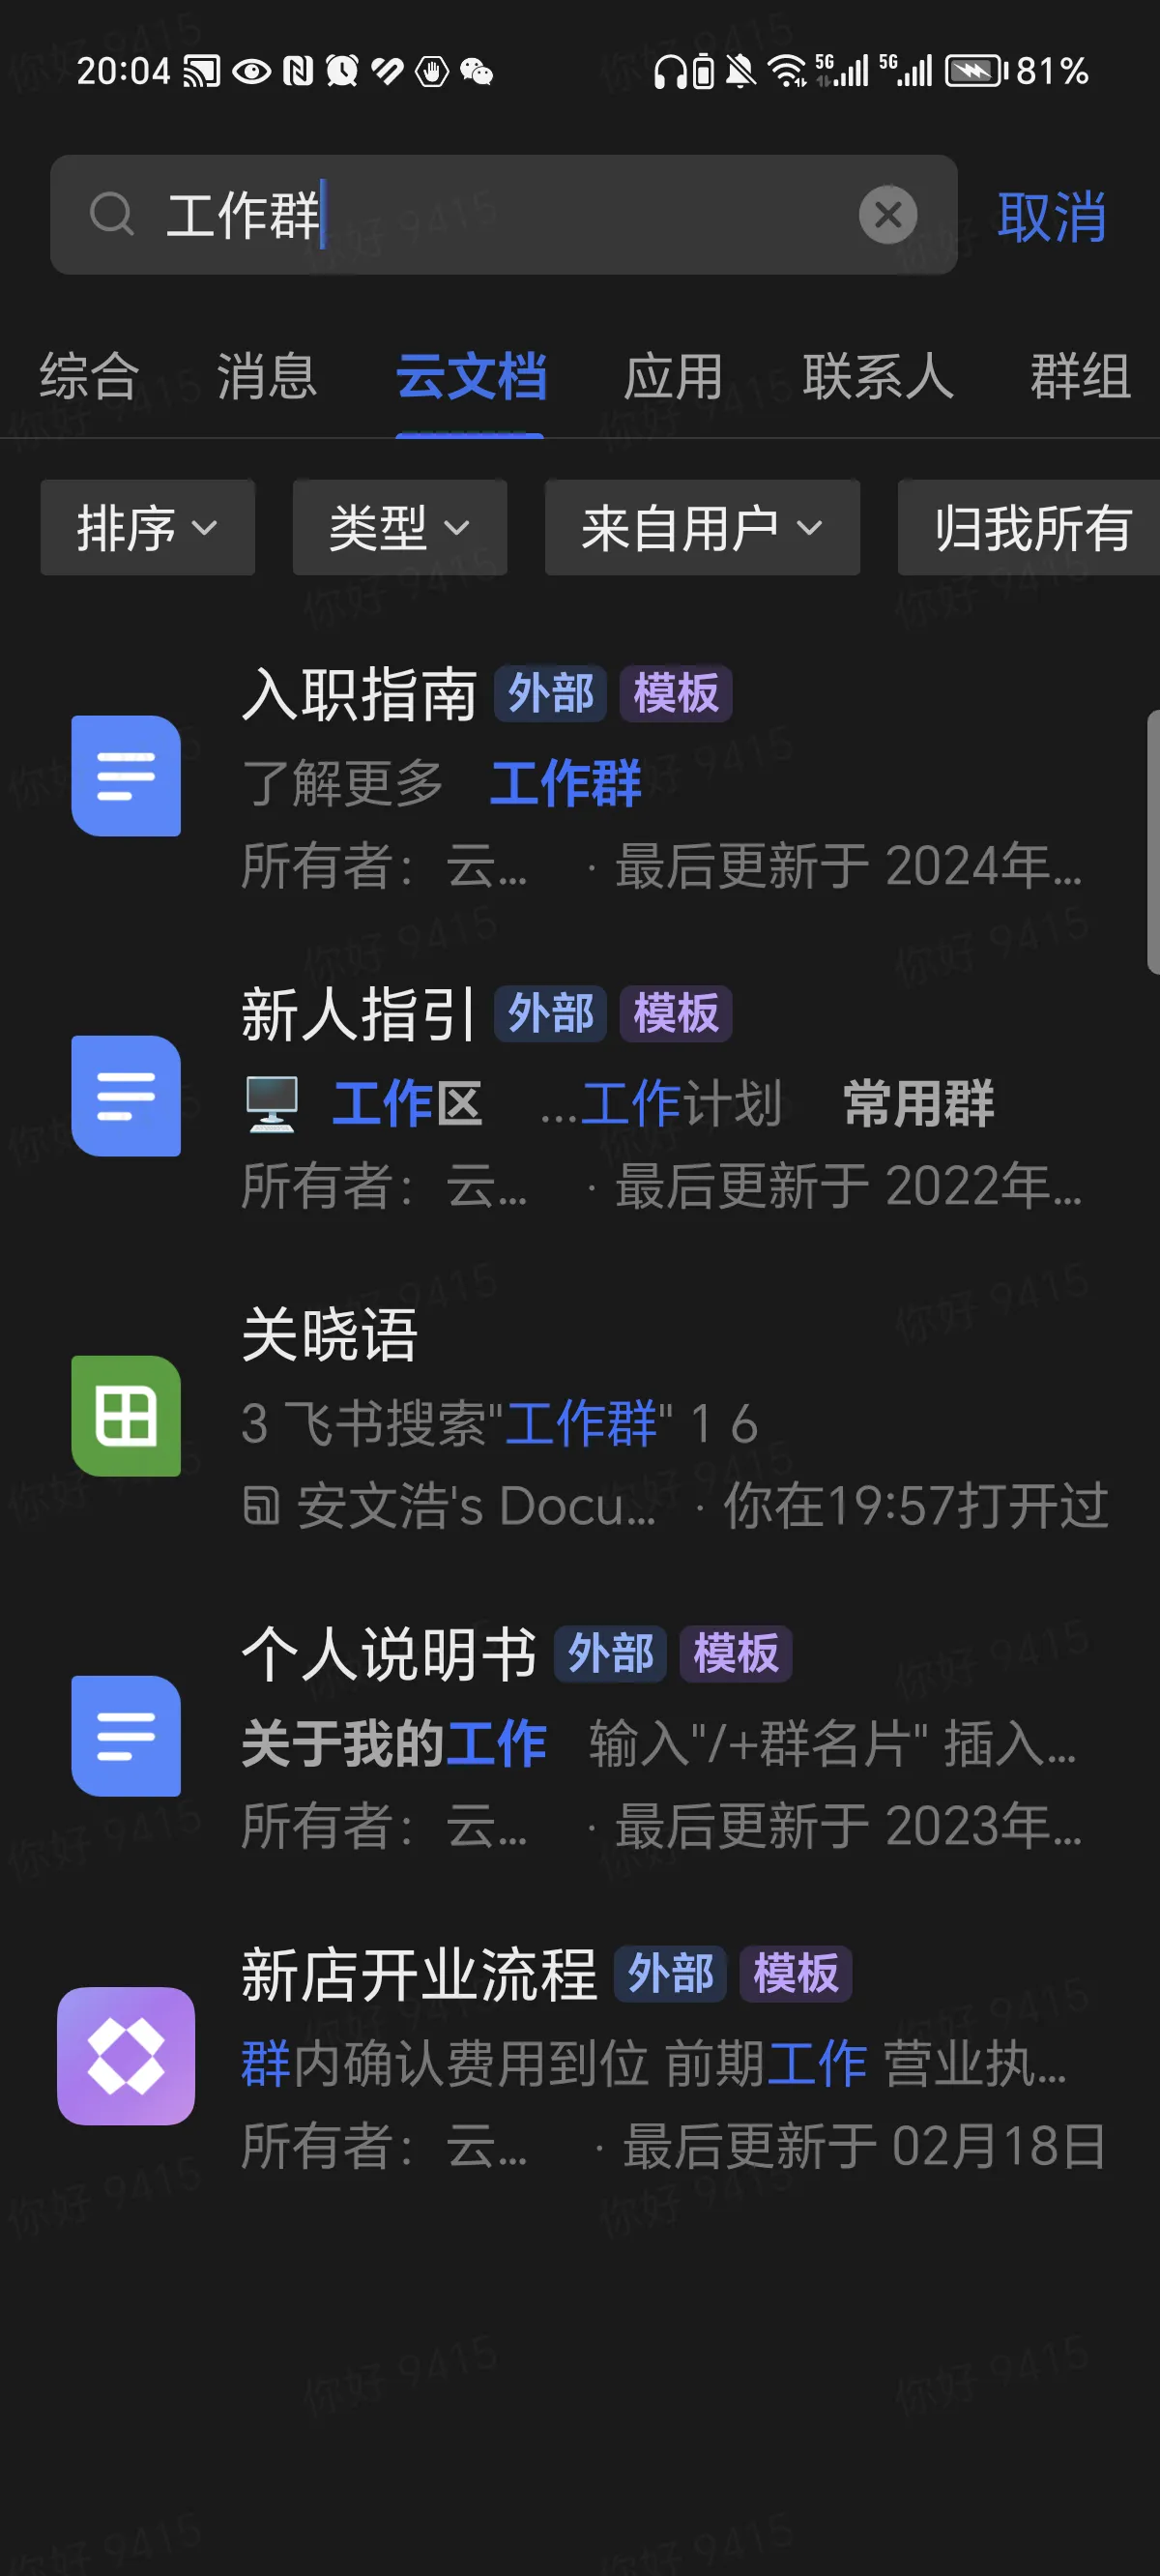 20:04 5G 5G 81%
工作群 取消
综合 消息 云文档 应用 联系人 群组
排序 类型 来自用户 归我所有
入职指南 外部 模板
了解更多 工作群
所有者：云... · 最后更新于 2024年...
新人指引 外部 模板
工作区 ...工作计划 常用群
所有者：云... · 最后更新于 2022年...
关晓语
3 飞书搜索"工作群" 1 6
安文浩's Docu... · 你在19:57打开过
个人说明书 外部 模板
关于我的工作 输入"/+群名片" 插入...
所有者：云... · 最后更新于 2023年...
新店开业流程 外部 模板
群内确认费用到位 前期工作 营业执...
所有者：云... · 最后更新于 02月18日
你好 9415